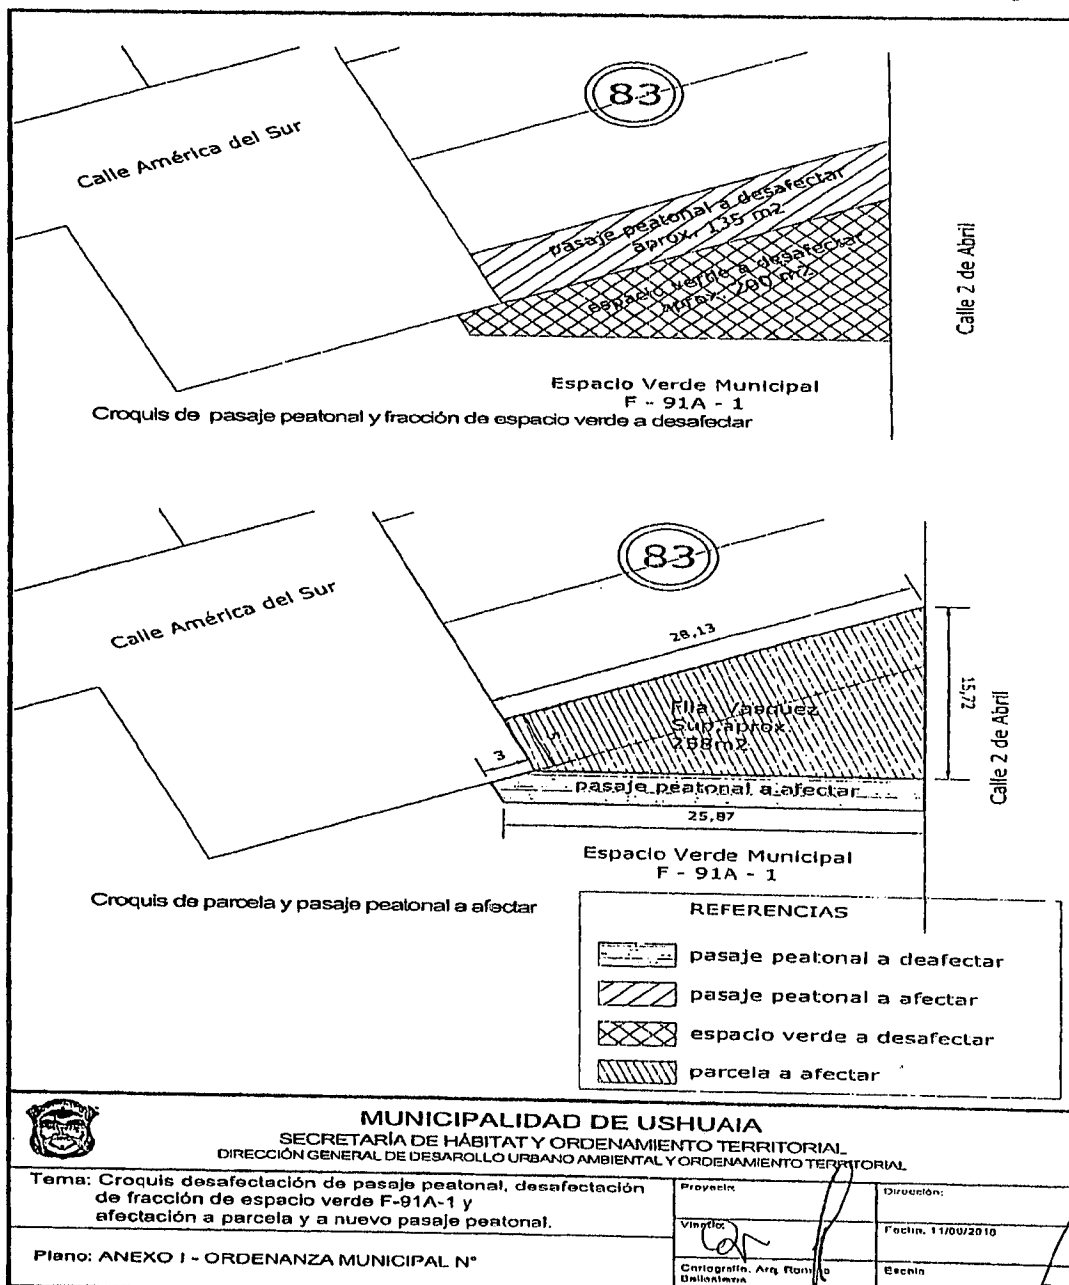 83
Calle América del Sur
pasaje peatonal a desafectar
aprox. 135 m2
espacio verde a desafectar
aprox. 200 m2
Calle 2 de Abril
Espacio Verde Municipal
F - 91A - 1
Croquis de pasaje peatonal y fracción de espacio verde a desafectar
83
Calle América del Sur
28,13
15,72
Flia. Vasquez
Sup.aprox.
288m2
5
3
Calle 2 de Abril
pasaje peatonal a afectar
25,87
Espacio Verde Municipal
F - 91A - 1
Croquis de parcela y pasaje peatonal a afectar
REFERENCIAS
pasaje peatonal a deafectar
pasaje peatonal a afectar
espacio verde a desafectar
parcela a afectar
MUNICIPALIDAD DE USHUAIA
SECRETARÍA DE HÁBITAT Y ORDENAMIENTO TERRITORIAL
DIRECCIÓN GENERAL DE DESAROLLO URBANO AMBIENTAL Y ORDENAMIENTO TERRITORIAL
Tema: Croquis desafectación de pasaje peatonal, desafectación
de fracción de espacio verde F-91A-1 y
afectación a parcela y a nuevo pasaje peatonal.
Proyecto:
Dirección:
Plano: ANEXO I - ORDENANZA MUNICIPAL N°
Cartografía. Arq.
Escala